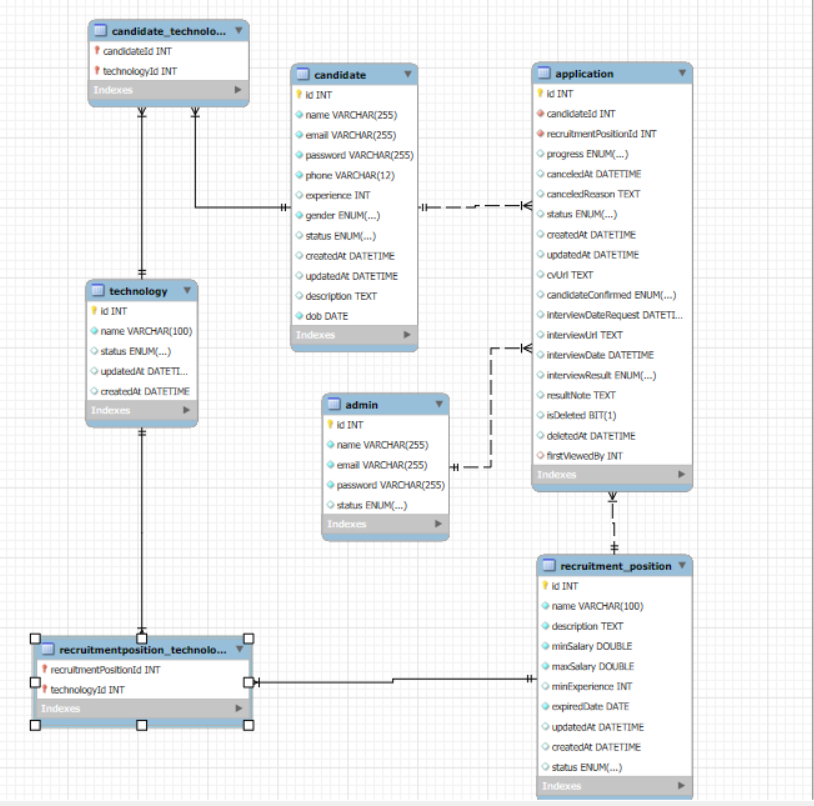 candidate_technolo...
candidateId INT
technologyId INT
Indexes
candidate
id INT
name VARCHAR(255)
email VARCHAR(255)
password VARCHAR(255)
phone VARCHAR(12)
experience INT
gender ENUM(...)
status ENUM(...)
createdAt DATETIME
updatedAt DATETIME
description TEXT
dob DATE
Indexes
application
id INT
candidateId INT
recruitmentPositionId INT
progress ENUM(...)
canceledAt DATETIME
canceledReason TEXT
status ENUM(...)
createdAt DATETIME
updatedAt DATETIME
cvUrl TEXT
candidateConfirmed ENUM(...)
interviewDateRequest DATETI...
interviewUrl TEXT
interviewDate DATETIME
interviewResult ENUM(...)
resultNote TEXT
isDeleted BIT(1)
deletedAt DATETIME
firstViewedBy INT
Indexes
technology
id INT
name VARCHAR(100)
status ENUM(...)
updatedAt DATETI...
createdAt DATETIME
Indexes
admin
id INT
name VARCHAR(255)
email VARCHAR(255)
password VARCHAR(255)
status ENUM(...)
Indexes
recruitment_position
id INT
name VARCHAR(100)
description TEXT
minSalary DOUBLE
maxSalary DOUBLE
minExperience INT
expiredDate DATE
updatedAt DATETIME
createdAt DATETIME
status ENUM(...)
Indexes
recruitmentposition_technolo...
recruitmentPositionId INT
technologyId INT
Indexes